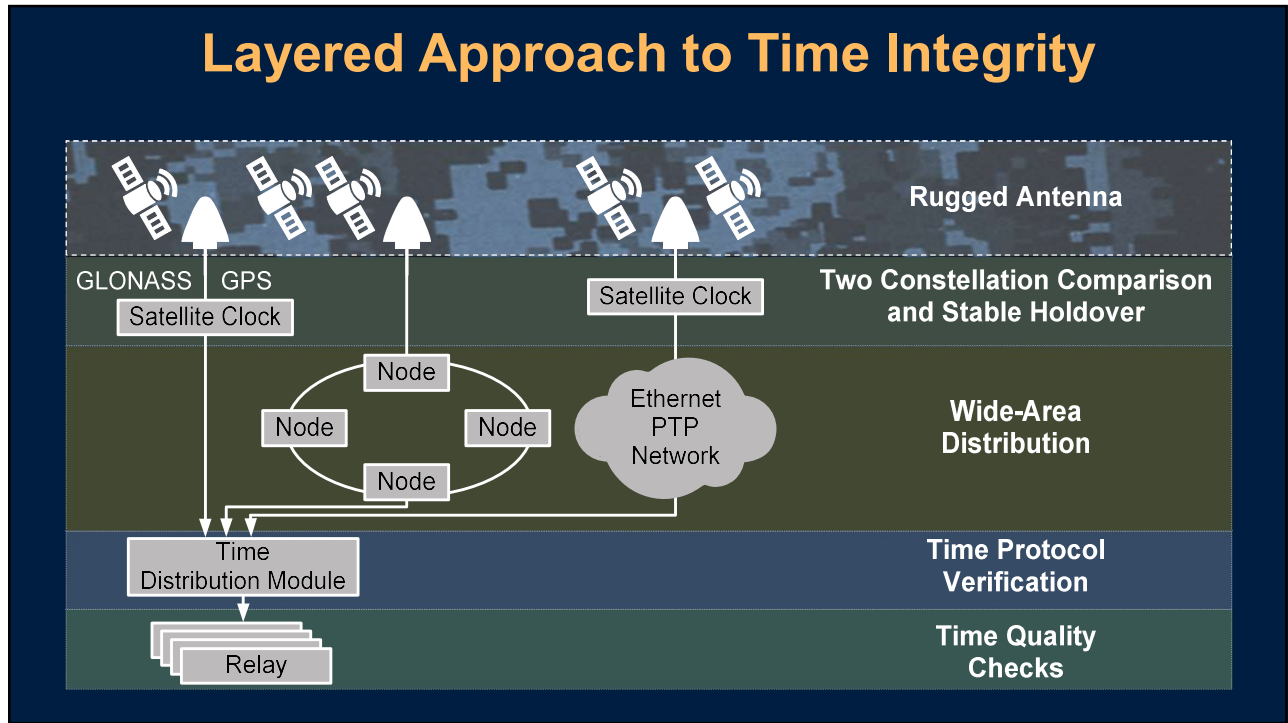 Layered Approach to Time Integrity
Rugged Antenna
GLONASS
GPS
Satellite Clock
Satellite Clock
Two Constellation Comparison
and Stable Holdover
Node
Node
Node
Node
Ethernet
PTP
Network
Wide-Area
Distribution
Time
Distribution Module
Time Protocol
Verification
Relay
Time Quality
Checks